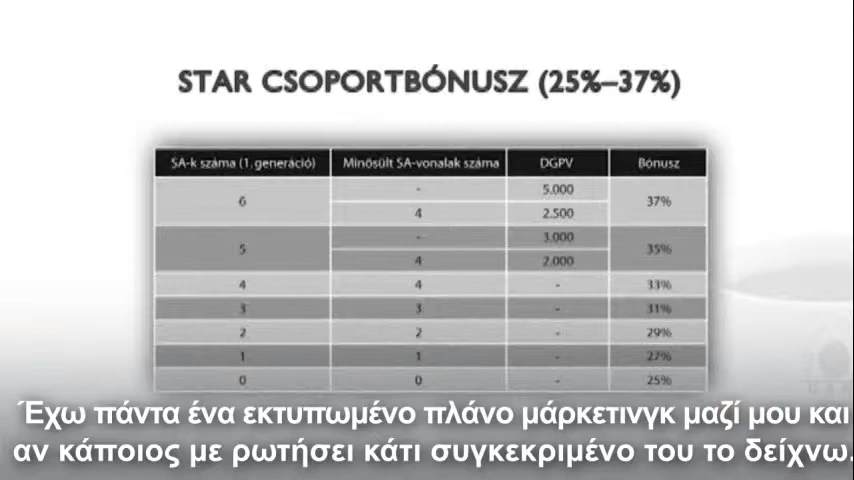 STAR CSOPORTBÓNUSZ (25%–37%)
SA-k száma (1. generáció) Minősült SA-vonalak száma DGPV Bónusz
6 - 5.000 37%
4 2.500
5 - 3.000 35%
4 2.000
4 4 - 33%
3 3 - 31%
2 2 - 29%
1 1 - 27%
0 0 - 25%
Έχω πάντα ένα εκτυπωμένο πλάνο μάρκετινγκ μαζί μου και
αν κάποιος με ρωτήσει κάτι συγκεκριμένο του το δείχνω.